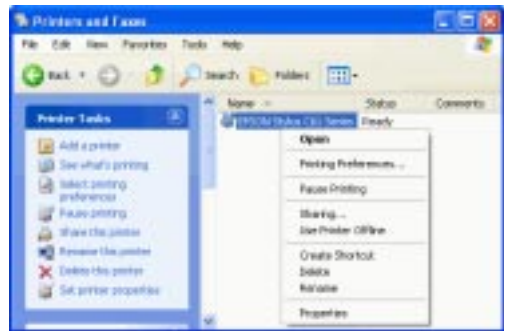 Printers and Faxes
File Edit View Favorites Tools Help
Back Search Folders
Name Status Comments
EPSON Stylus Series Ready
Printer Tasks
Add a printer
See what's printing
Select printing
preferences
Pause printing
Share this printer
Rename this printer
Delete this printer
Set printer properties
Open
Printing Preferences...
Pause Printing
Sharing...
Use Printer Offline
Create Shortcut
Delete
Rename
Properties